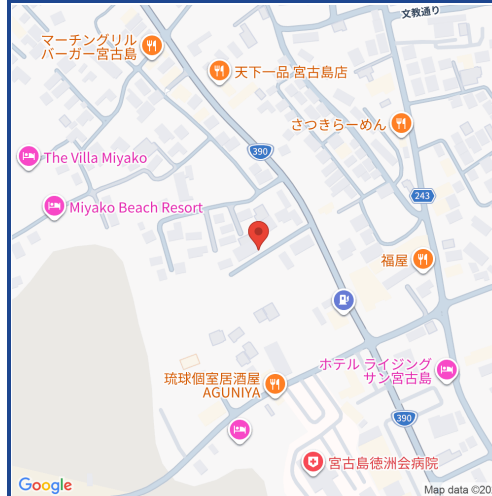 文教通り
マーチングリル
バーガー宮古島
天下一品 宮古島店
さつきらーめん
390
The Villa Miyako
243
Miyako Beach Resort
福屋
ホテル ライジング
サン宮古島
琉球個室居酒屋
AGUNIYA
390
宮古島徳洲会病院
Google
Map data ©20